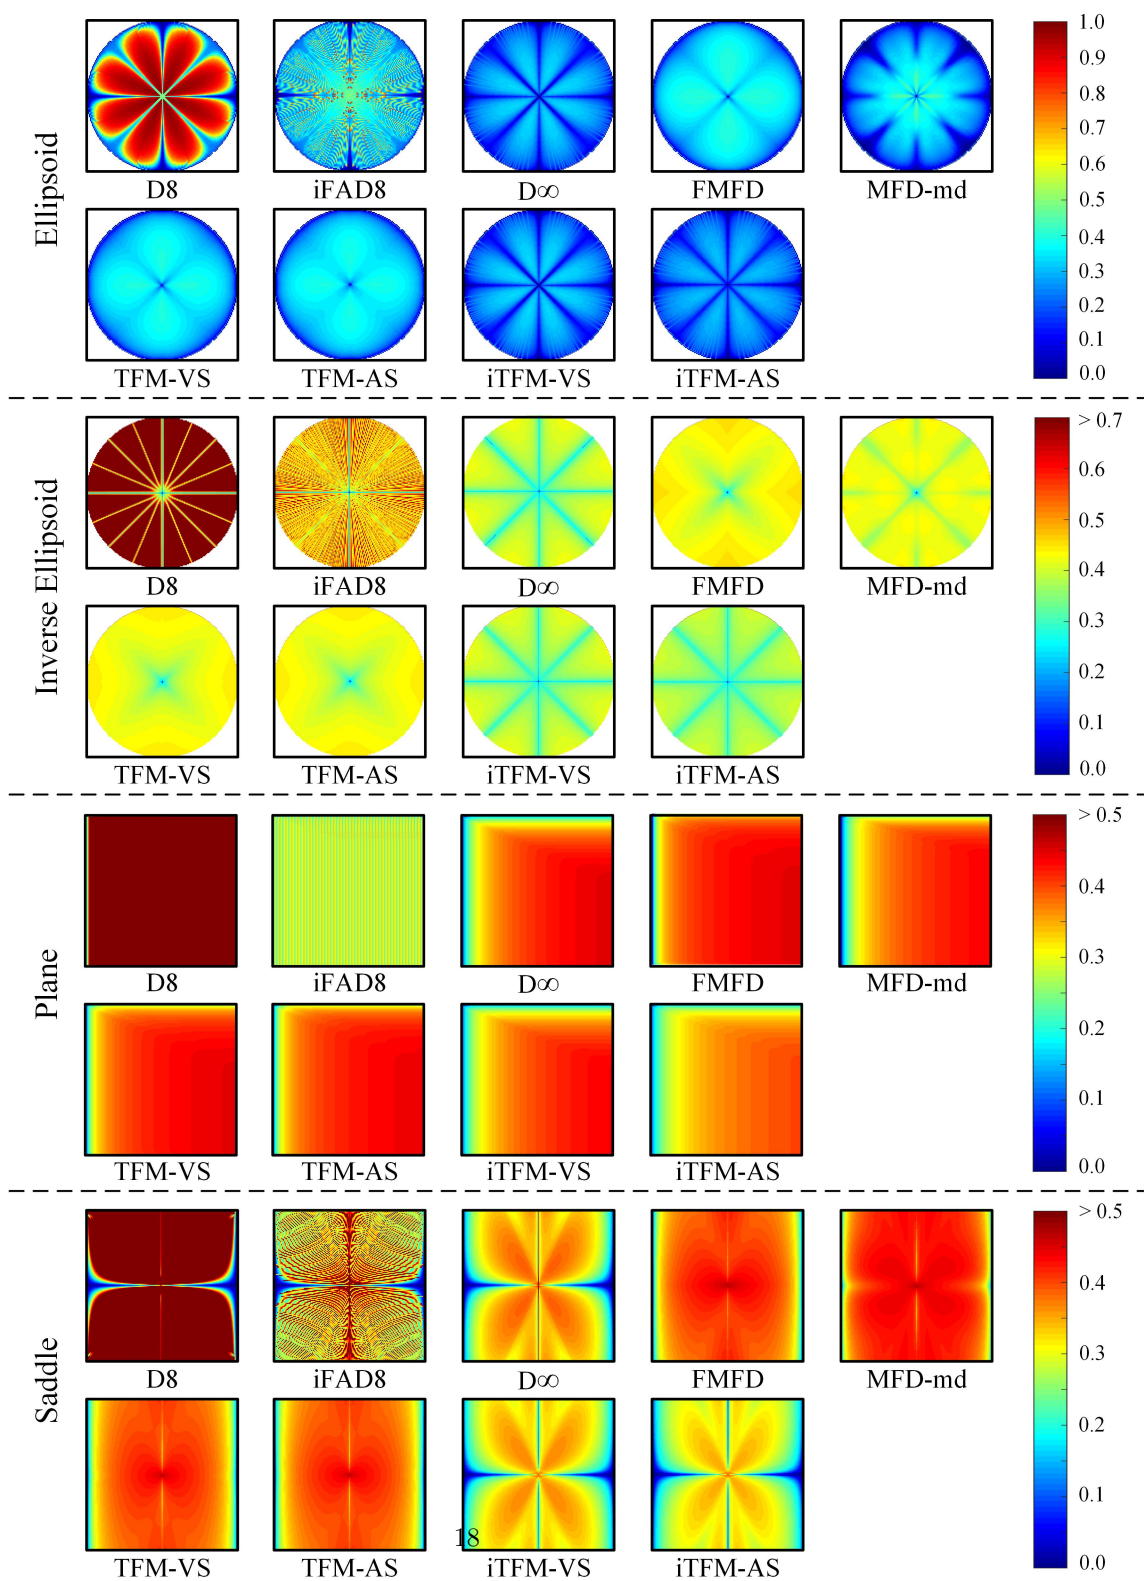 Ellipsoid
D8
iFAD8
D∞
FMFD
MFD-md
TFM-VS
TFM-AS
iTFM-VS
iTFM-AS
1.0
0.9
0.8
0.7
0.6
0.5
0.4
0.3
0.2
0.1
0.0
Inverse Ellipsoid
D8
iFAD8
D∞
FMFD
MFD-md
TFM-VS
TFM-AS
iTFM-VS
iTFM-AS
> 0.7
0.6
0.5
0.4
0.3
0.2
0.1
0.0
Plane
D8
iFAD8
D∞
FMFD
MFD-md
TFM-VS
TFM-AS
iTFM-VS
iTFM-AS
> 0.5
0.4
0.3
0.2
0.1
0.0
Saddle
D8
iFAD8
D∞
FMFD
MFD-md
TFM-VS
TFM-AS
iTFM-VS
iTFM-AS
> 0.5
0.4
0.3
0.2
0.1
0.0
18